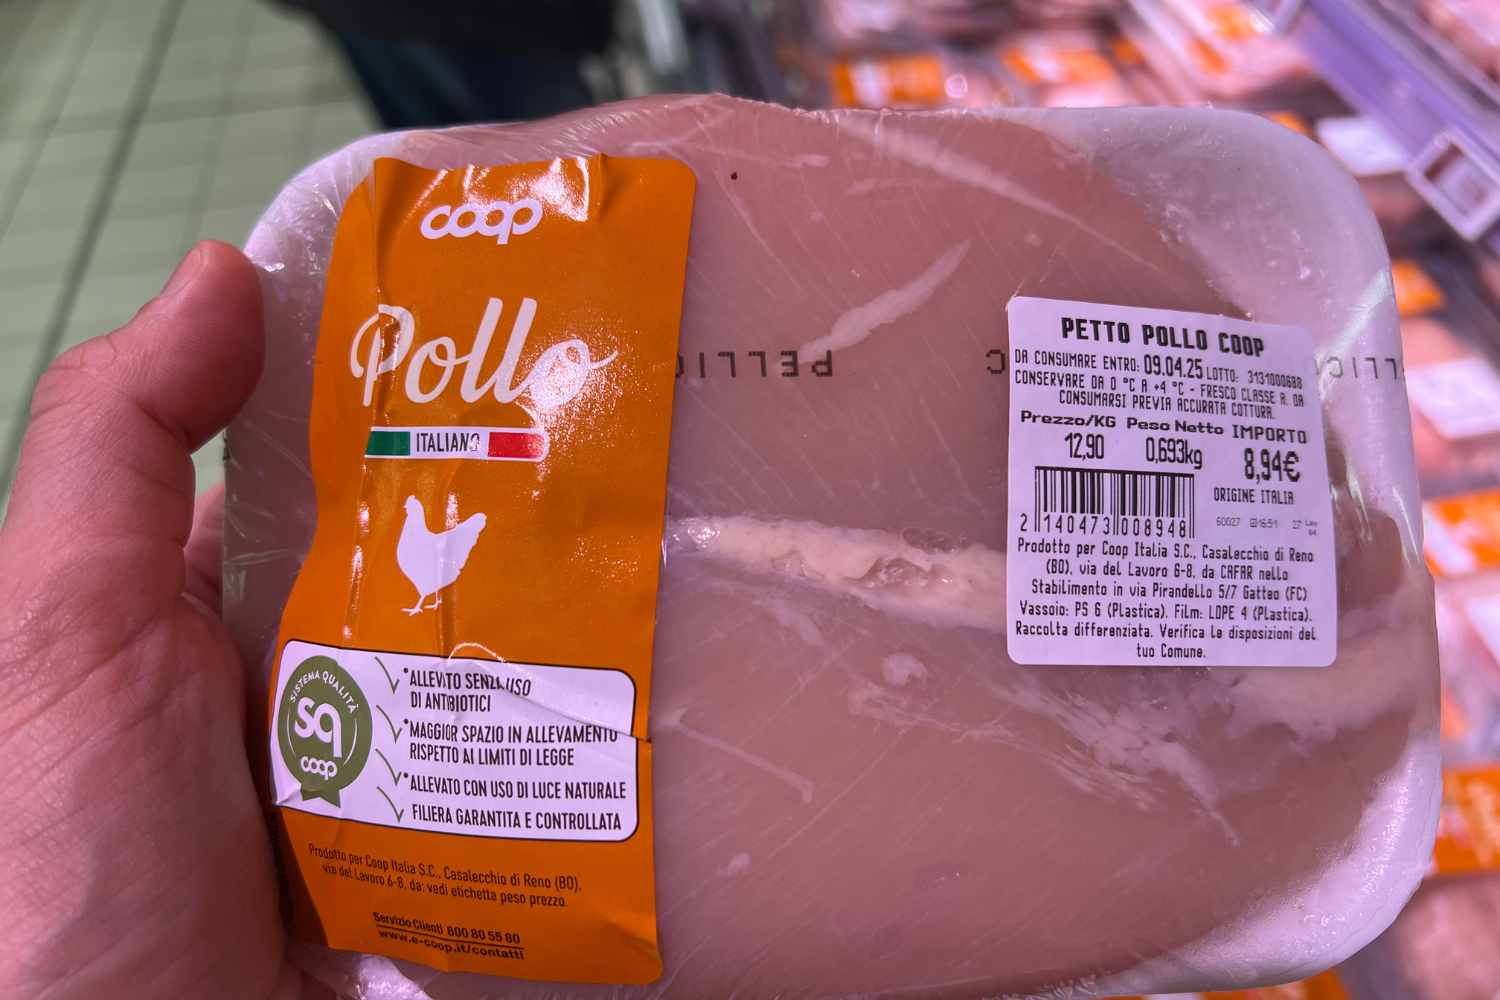 coop
Pollo
ITALIANO
SISTEMA QUALITÀ
sq
coop
*ALLEVATO SENZA USO
DI ANTIBIOTICI
*MAGGIOR SPAZIO IN ALLEVAMENTO
RISPETTO AI LIMITI DI LEGGE
*ALLEVATO CON USO DI LUCE NATURALE
FILIERA GARANTITA E CONTROLLATA
Prodotto per Coop Italia S.C., Casalecchio di Reno (BO),
via del Lavoro 6-8, da: vedi etichetta peso prezzo.
Servizio Clienti 800 80 55 80
www.e-coop.it/contatti
PETTO POLLO COOP
DA CONSUMARE ENTRO: 09.04.25 LOTTO: 3131000688
CONSERVARE DA 0 °C A +4 °C - FRESCO CLASSE A. DA
CONSUMARSI PREVIA ACCURATA COTTURA.
Prezzo/KG Peso Netto IMPORTO
12,90 0,693kg 8,94€
ORIGINE ITALIA
2 140473 008948
60027 16:51 27
Prodotto per Coop Italia S.C., Casalecchio di Reno
(BO), via del Lavoro 6-8, da CAFAR nello
Stabilimento in via Pirandello 5/7 Gatteo (FC)
Vassoio: PS 6 (Plastica). Film: LDPE 4 (Plastica).
Raccolta differenziata. Verifica le disposizioni del
tuo Comune.